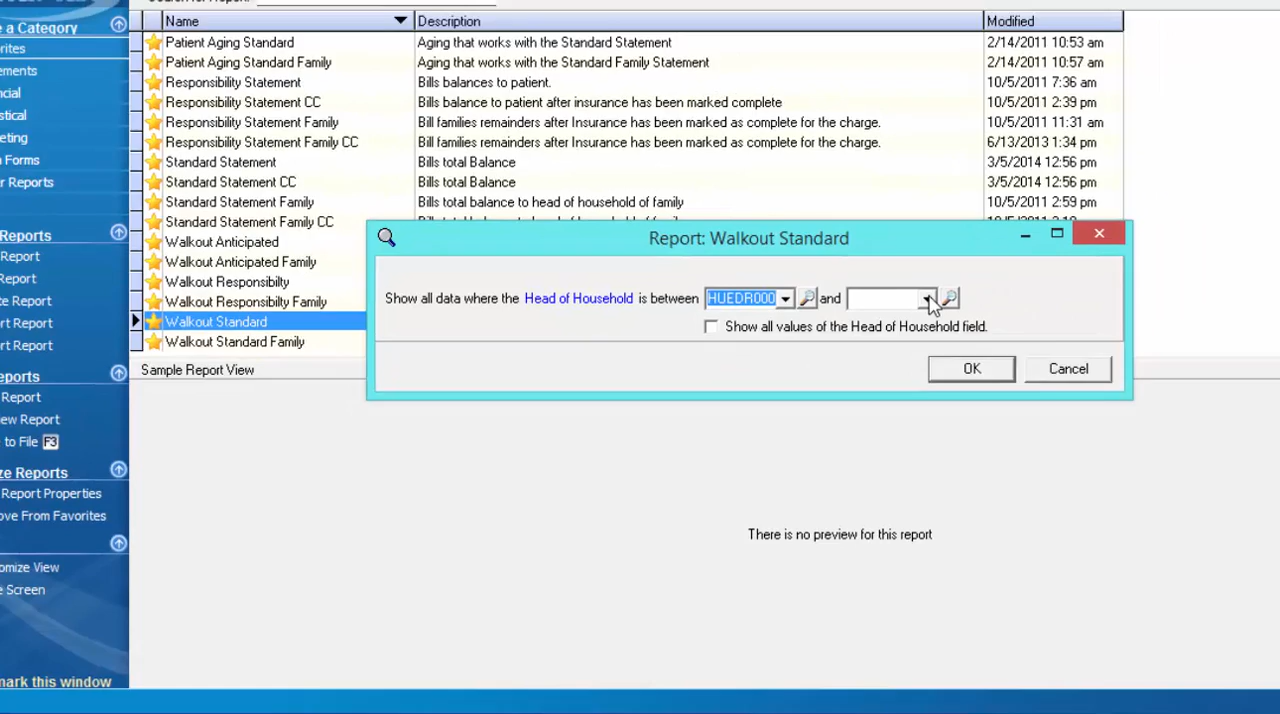 e a Category
Name Description Modified
rites
Patient Aging Standard Aging that works with the Standard Statement 2/14/2011 10:53 am
ements
Patient Aging Standard Family Aging that works with the Standard Family Statement 2/14/2011 10:57 am
ncial
Responsibility Statement Bills balances to patient. 10/5/2011 7:36 am
stical
Responsibility Statement CC Bills balance to patient after insurance has been marked complete 10/5/2011 2:39 pm
eting
Responsibility Statement Family Bill families remainders after Insurance has been marked as complete for the charge. 10/5/2011 11:31 am
Forms
Responsibility Statement Family CC Bill families remainders after Insurance has been marked as complete for the charge. 6/13/2013 1:34 pm
r Reports
Standard Statement Bills total Balance 3/5/2014 12:56 pm
Standard Statement CC Bills total Balance 3/5/2014 12:56 pm
Standard Statement Family Bills total balance to head of household of family 10/5/2011 2:59 pm
Standard Statement Family CC
Reports
Walkout Anticipated
Report
Walkout Anticipated Family
Report
Walkout Responsibilty
te Report
Walkout Responsibilty Family
rt Report
Walkout Standard
rt Report
Walkout Standard Family
Report: Walkout Standard
Show all data where the Head of Household is between HUEDR000 and
Show all values of the Head of Household field.
OK Cancel
Sample Report View
eports
Report
ew Report
to File F3
ze Reports
Report Properties
ove From Favorites
There is no preview for this report
omize View
e Screen
mark this window